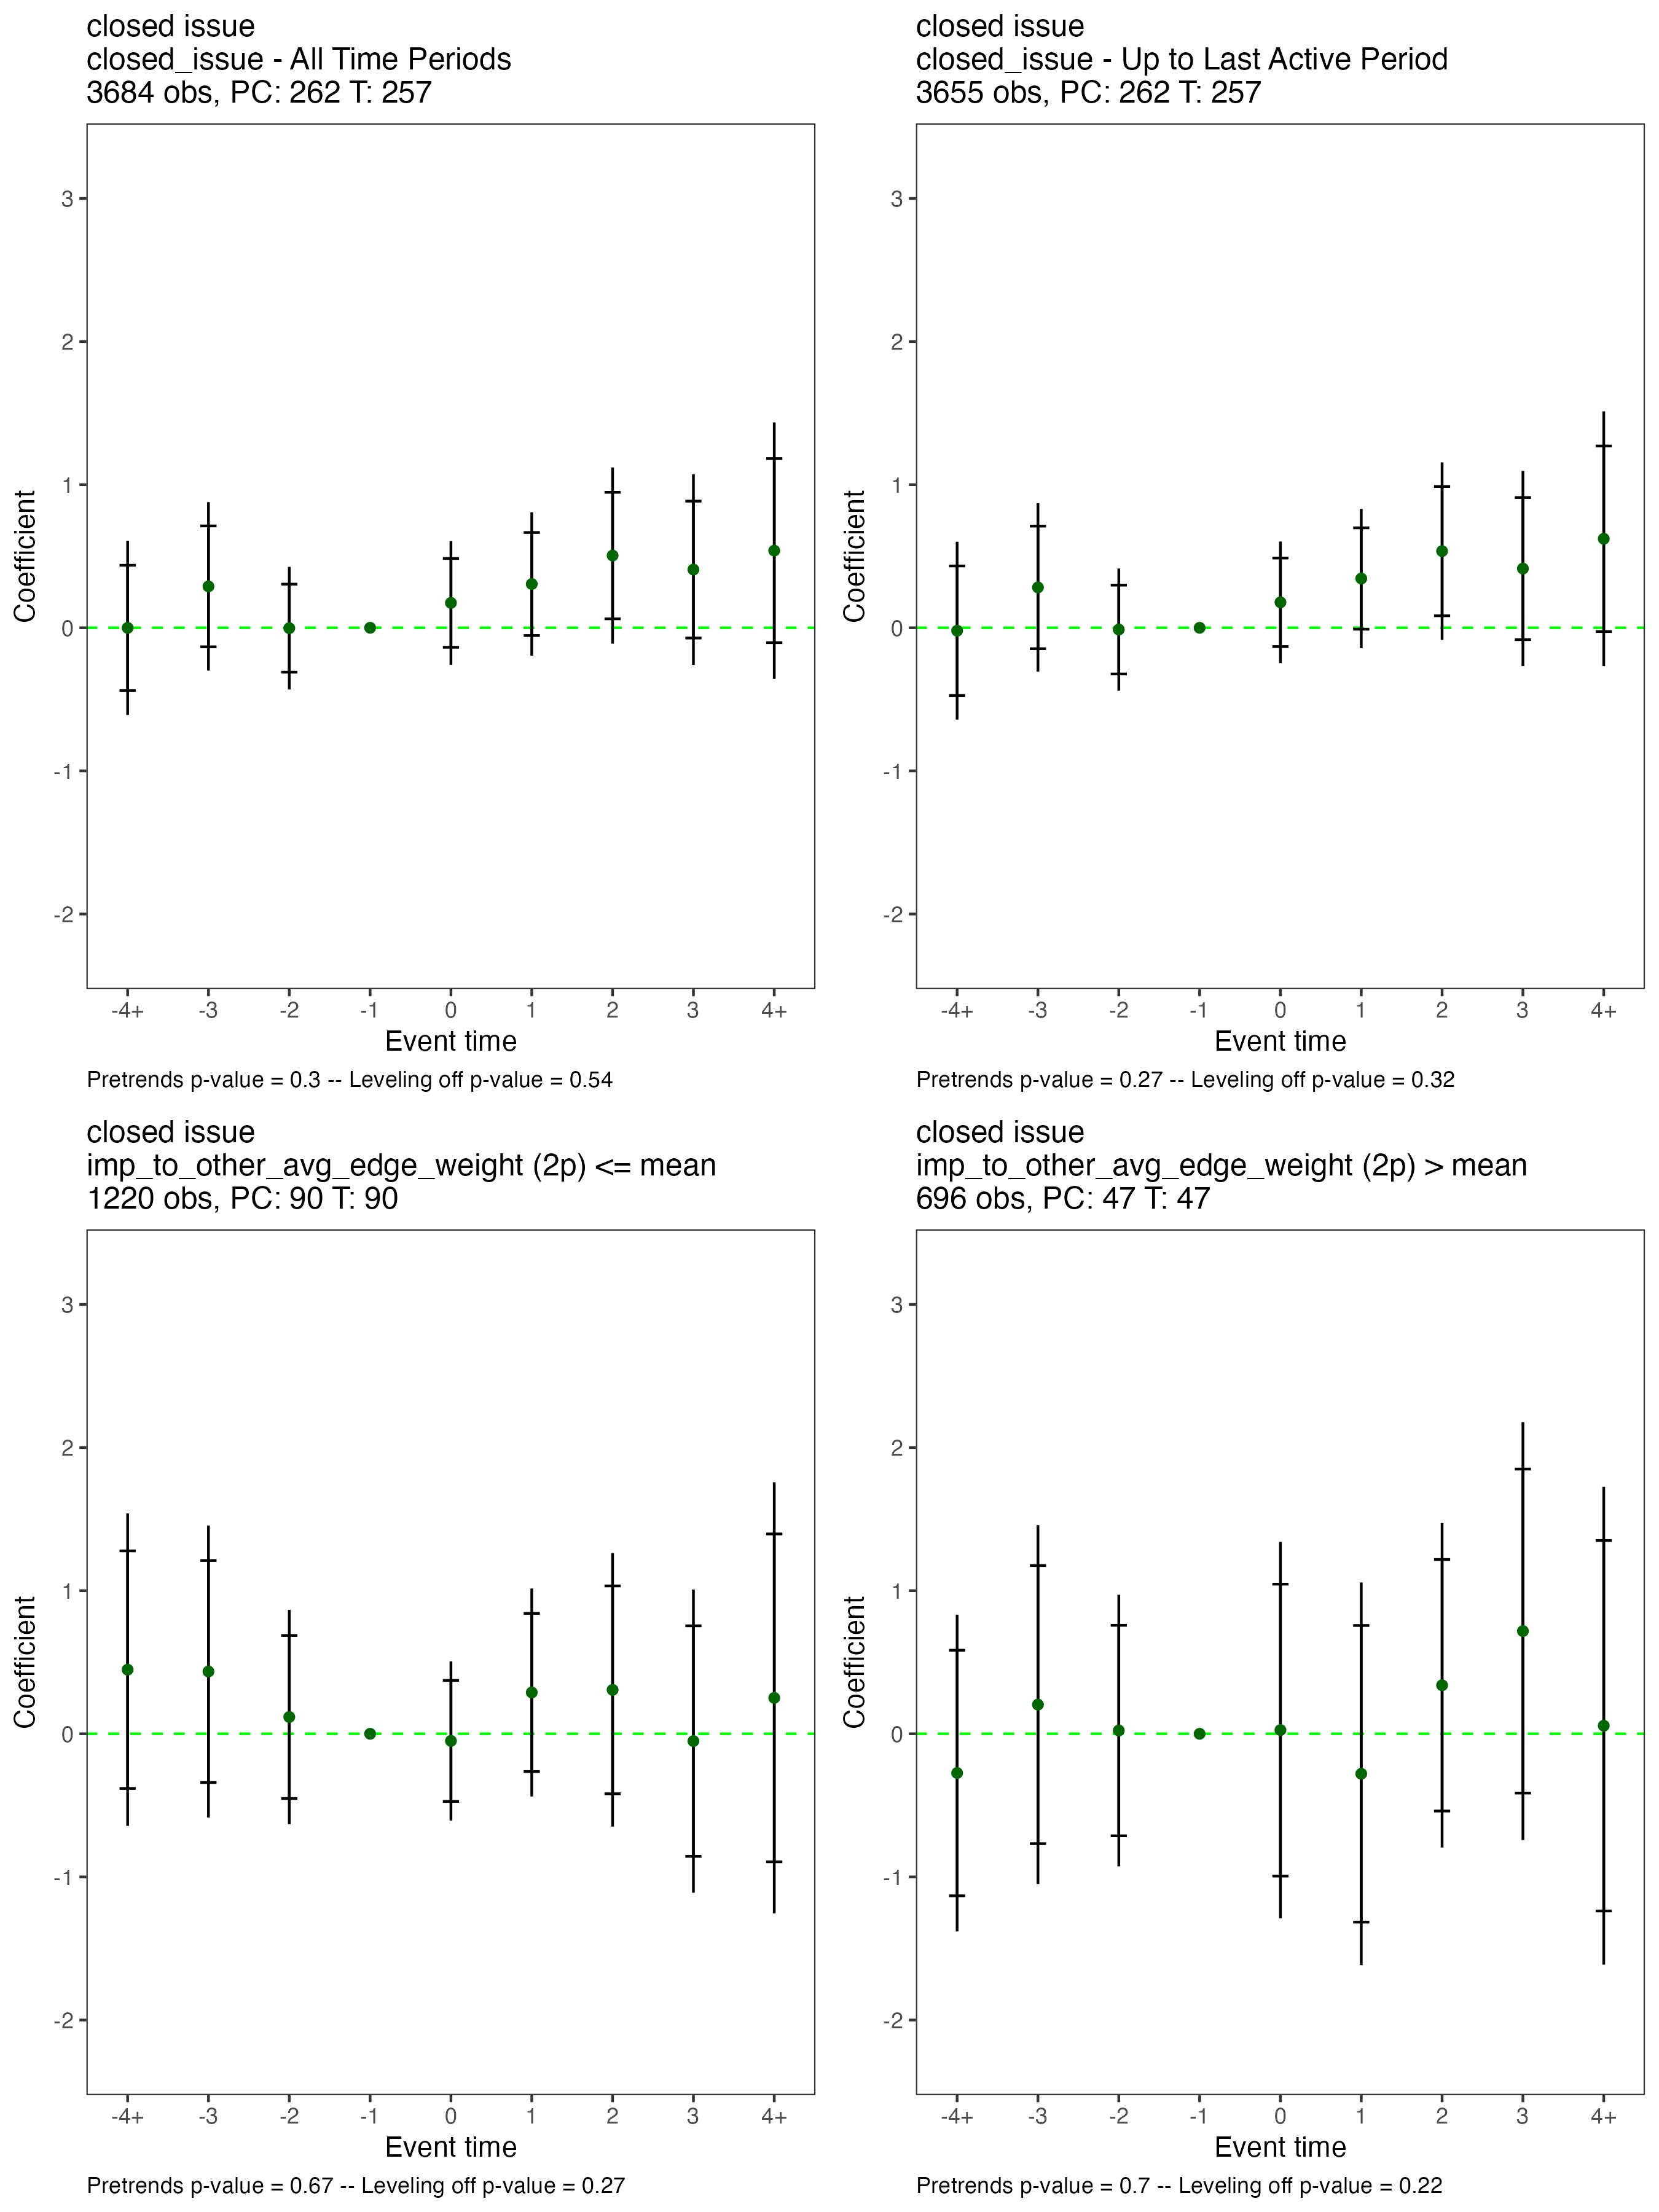 closed issue
closed_issue - All Time Periods
3684 obs, PC: 262 T: 257
3
2
1
0
-1
-2
Coefficient
-4+ -3 -2 -1 0 1 2 3 4+
Event time
Pretrends p-value = 0.3 -- Leveling off p-value = 0.54
closed issue
closed_issue - Up to Last Active Period
3655 obs, PC: 262 T: 257
3
2
1
0
-1
-2
Coefficient
-4+ -3 -2 -1 0 1 2 3 4+
Event time
Pretrends p-value = 0.27 -- Leveling off p-value = 0.32
closed issue
imp_to_other_avg_edge_weight (2p) <= mean
1220 obs, PC: 90 T: 90
3
2
1
0
-1
-2
Coefficient
-4+ -3 -2 -1 0 1 2 3 4+
Event time
Pretrends p-value = 0.67 -- Leveling off p-value = 0.27
closed issue
imp_to_other_avg_edge_weight (2p) > mean
696 obs, PC: 47 T: 47
3
2
1
0
-1
-2
Coefficient
-4+ -3 -2 -1 0 1 2 3 4+
Event time
Pretrends p-value = 0.7 -- Leveling off p-value = 0.22